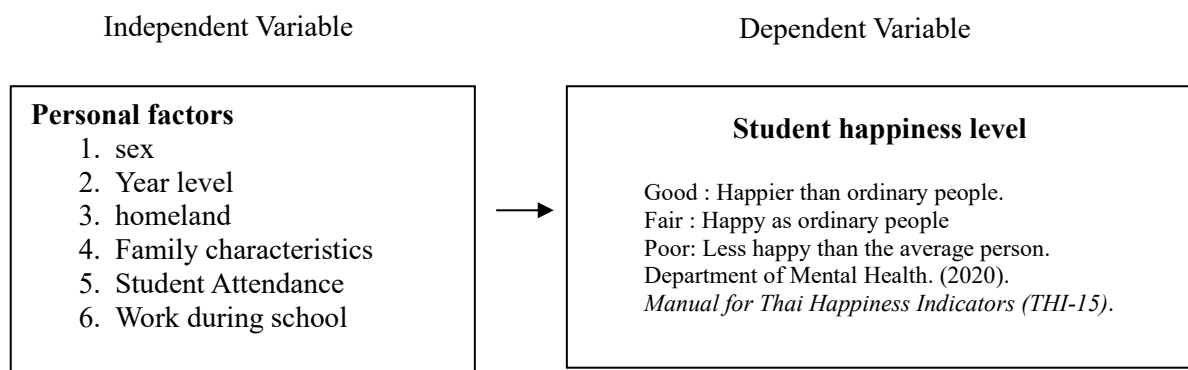 Independent Variable
Dependent Variable
Personal factors
1. sex
2. Year level
3. homeland
4. Family characteristics
5. Student Attendance
6. Work during school
Student happiness level
Good : Happier than ordinary people.
Fair : Happy as ordinary people
Poor: Less happy than the average person.
Department of Mental Health. (2020).
Manual for Thai Happiness Indicators (THI-15).